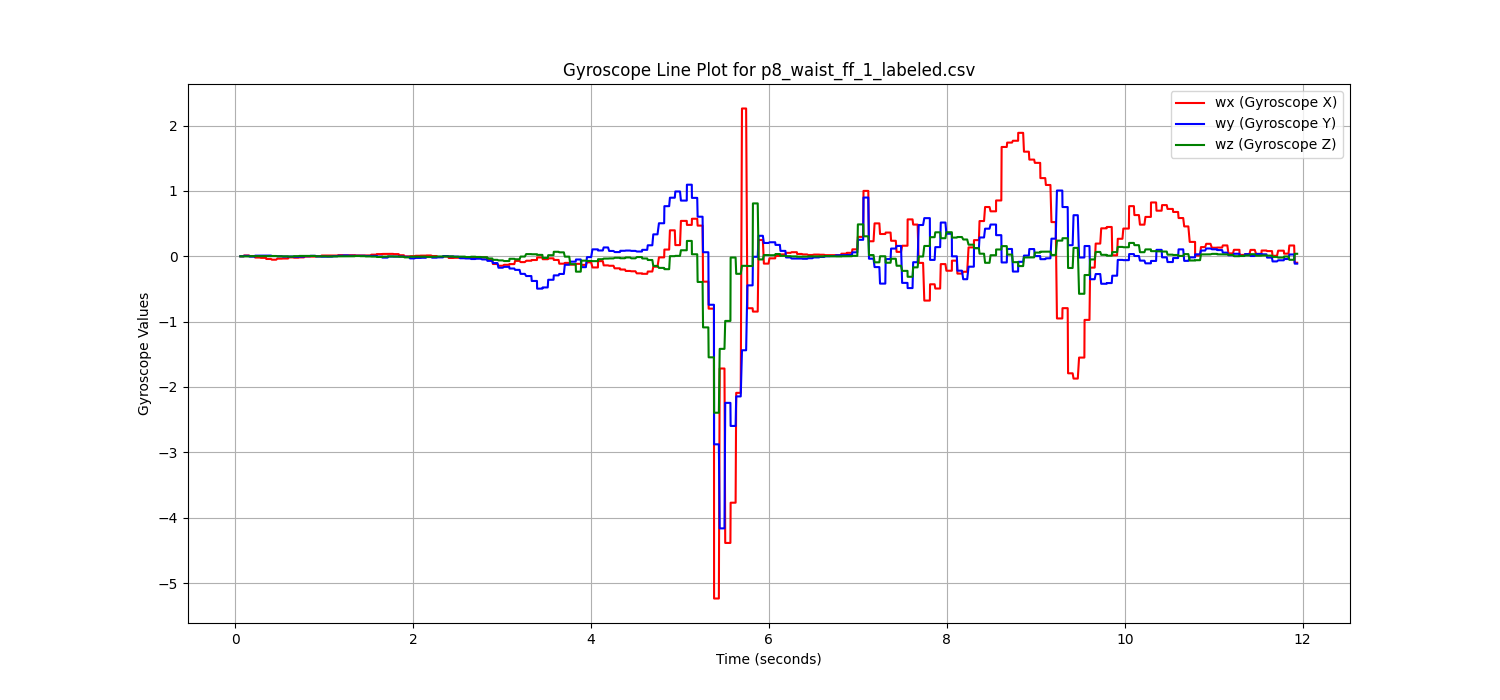 Gyroscope Line Plot for p8_waist_ff_1_labeled.csv
wx (Gyroscope X)
wy (Gyroscope Y)
wz (Gyroscope Z)
Gyroscope Values
2
1
0
−1
−2
−3
−4
−5
0 2 4 6 8 10 12
Time (seconds)